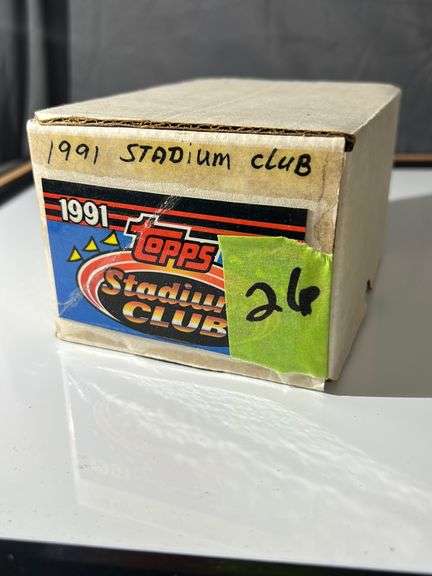 1991 STADIUM CLUB
1991
Topps
Stadium
CLUB
26